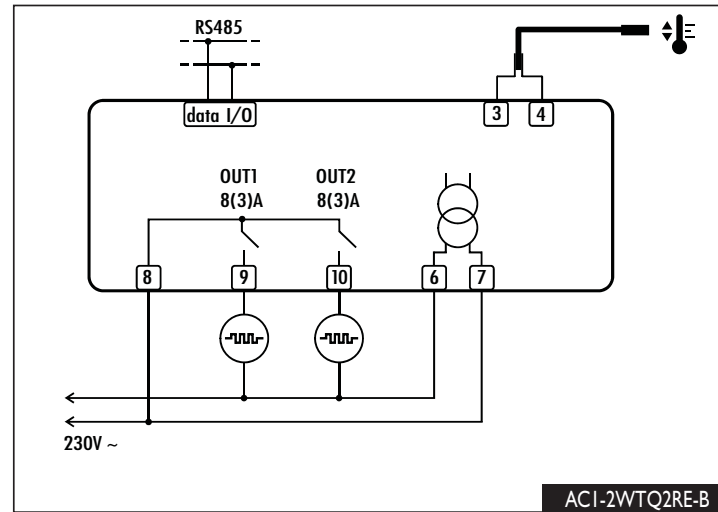 RS485
data I/O
3
4
OUT1
8(3)A
OUT2
8(3)A
8
9
10
6
7
230V ~
AC1-2WTQ2RE-B